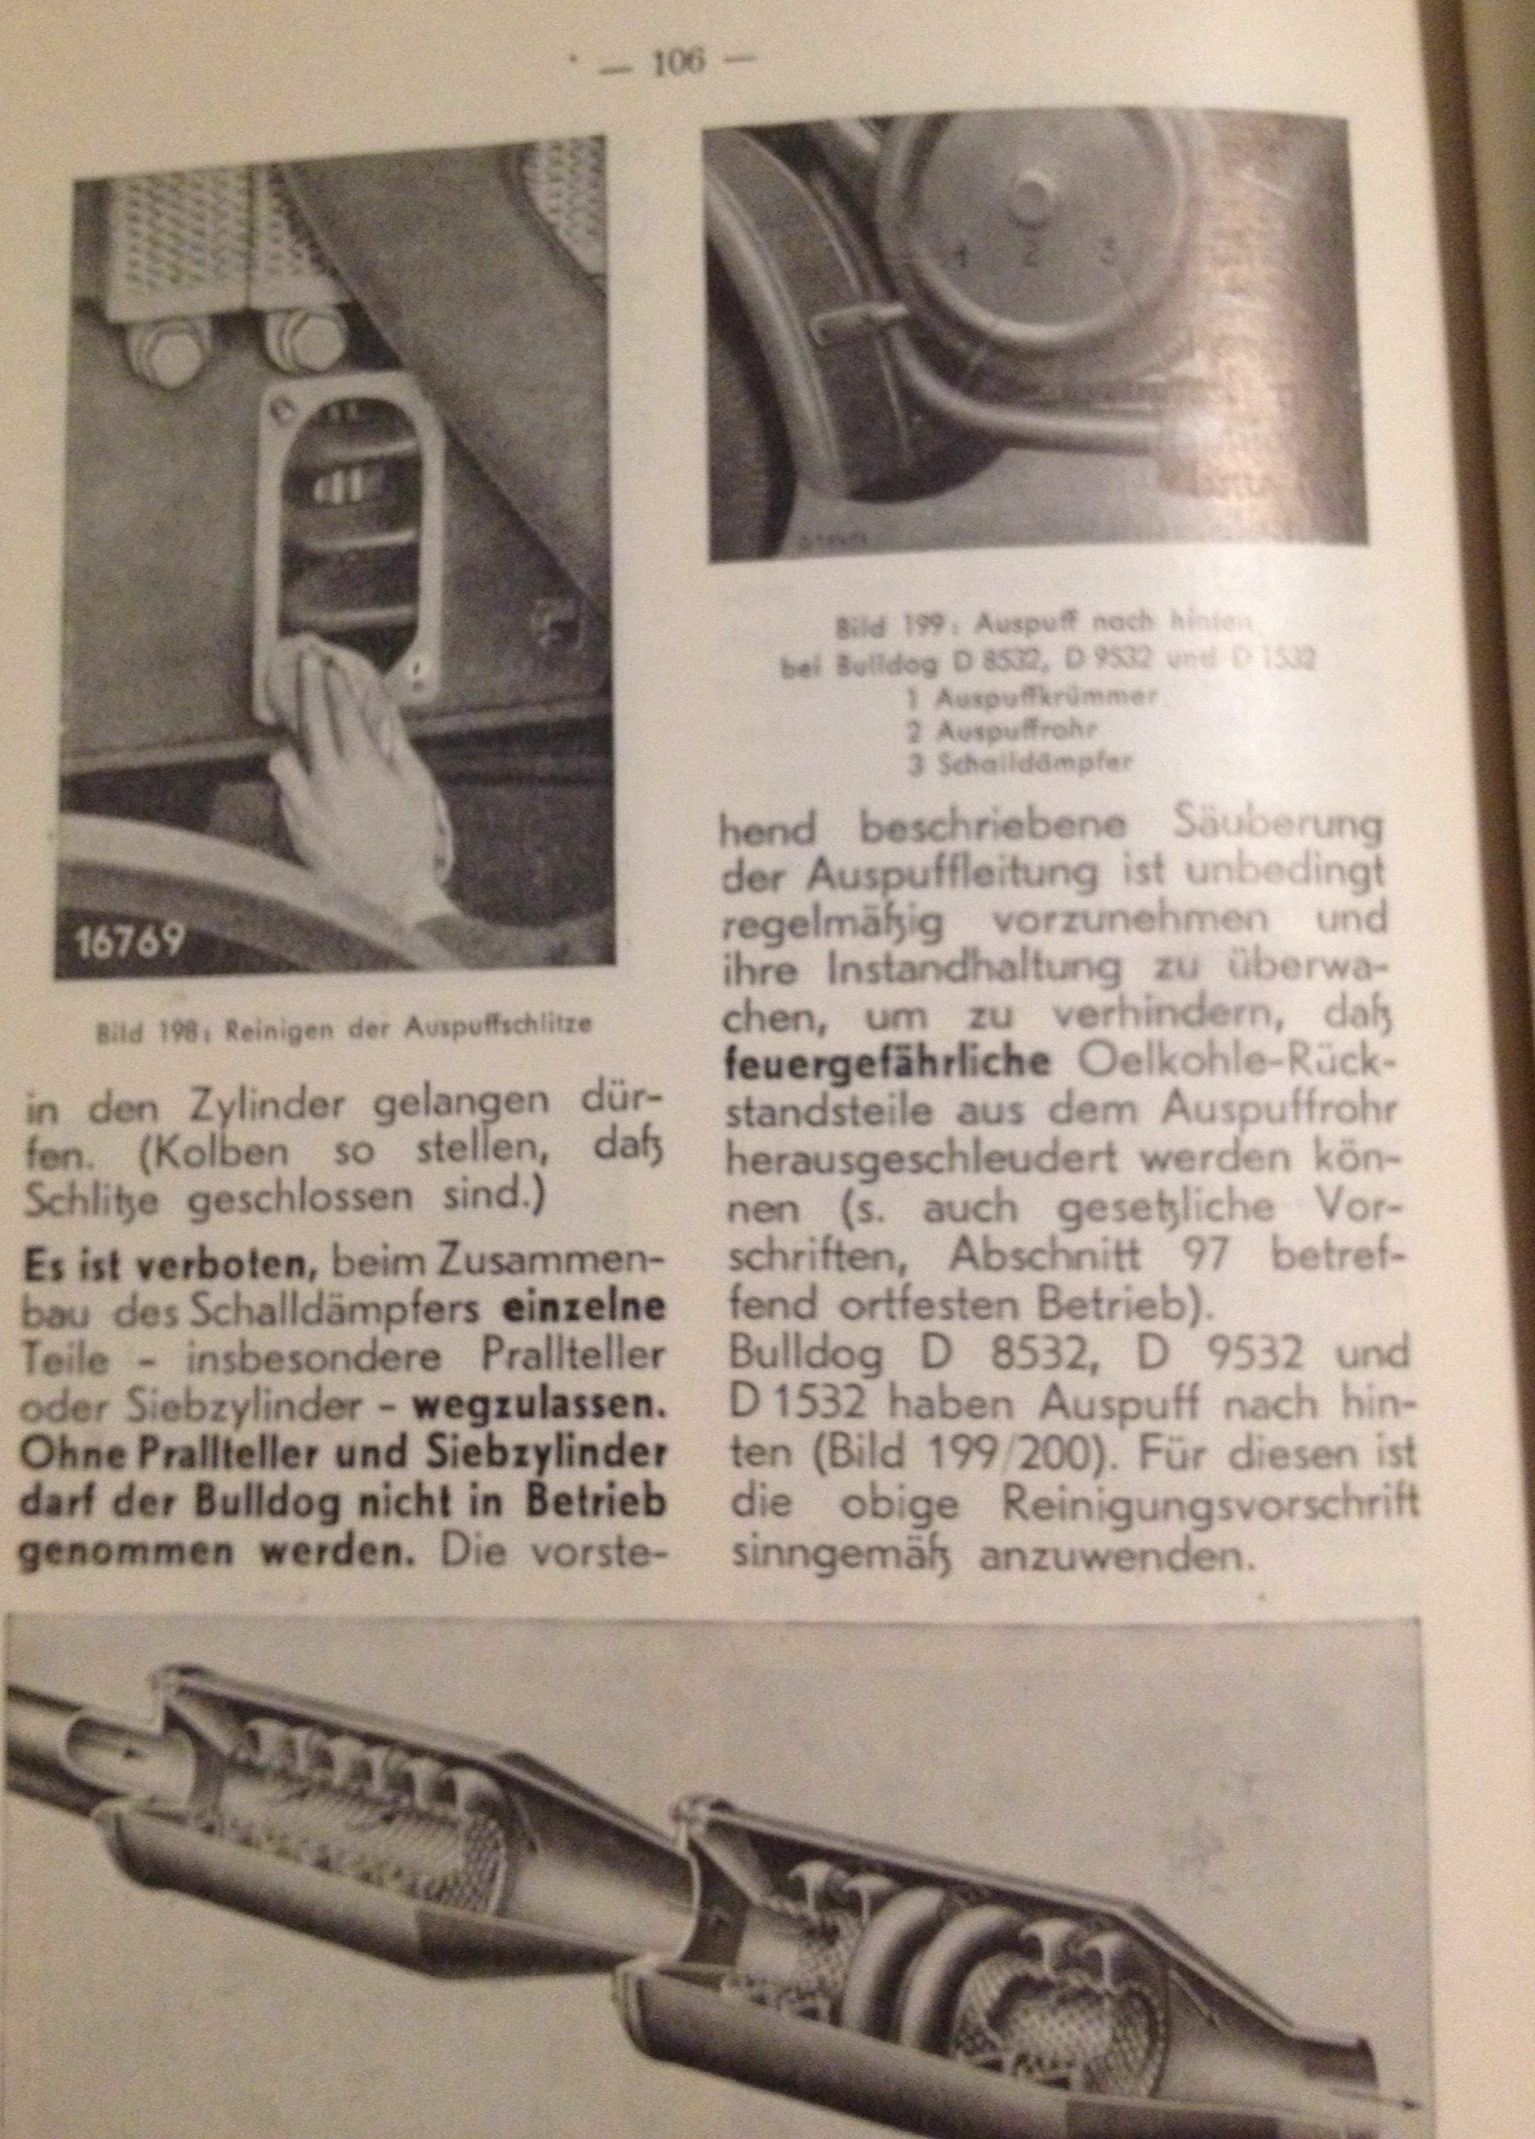 — 106 —
16769
Bild 198: Reinigen der Auspuffschlitze
in den Zylinder gelangen dür-
fen. (Kolben so stellen, daß
Schlitze geschlossen sind.)
Es ist verboten, beim Zusammen-
bau des Schalldämpfers einzelne
Teile - insbesondere Prallteller
oder Siebzylinder - wegzulassen.
Ohne Prallteller und Siebzylinder
darf der Bulldog nicht in Betrieb
genommen werden. Die vorste-
1 2 3
Bild 199: Auspuff nach hinten
bei Bulldog D 8532, D 9532 und D 1532
1 Auspuffkrümmer
2 Auspuffrohr
3 Schalldämpfer
hend beschriebene Säuberung
der Auspuffleitung ist unbedingt
regelmäßig vorzunehmen und
ihre Instandhaltung zu überwa-
chen, um zu verhindern, daß
feuergefährliche Oelkohle-Rück-
standsteile aus dem Auspuffrohr
herausgeschleudert werden kön-
nen (s. auch gesetzliche Vor-
schriften, Abschnitt 97 betref-
fend ortfesten Betrieb).
Bulldog D 8532, D 9532 und
D 1532 haben Auspuff nach hin-
ten (Bild 199/200). Für diesen ist
die obige Reinigungsvorschrift
sinngemäß anzuwenden.